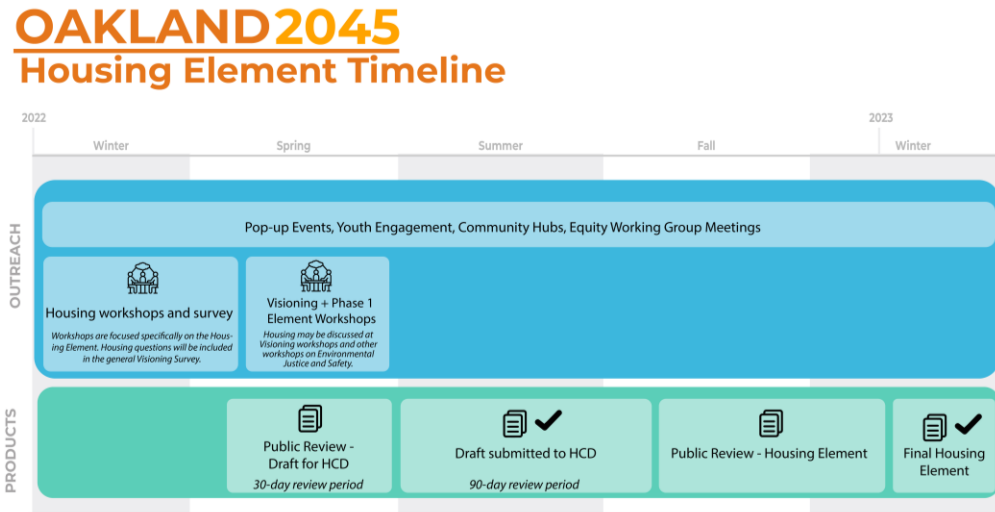 OAKLAND 2045
Housing Element Timeline
2022
2023
Winter
Spring
Summer
Fall
Winter
OUTREACH
Pop-up Events, Youth Engagement, Community Hubs, Equity Working Group Meetings
Housing workshops and survey
Workshops are focused specifically on the Hous-
ing Element. Housing questions will be included
in the general Visioning Survey.
Visioning + Phase 1
Element Workshops
Housing may be discussed at
Visioning workshops and other
workshops on Environmental
Justice and Safety.
PRODUCTS
Public Review -
Draft for HCD
30-day review period
Draft submitted to HCD
90-day review period
Public Review - Housing Element
Final Housing
Element